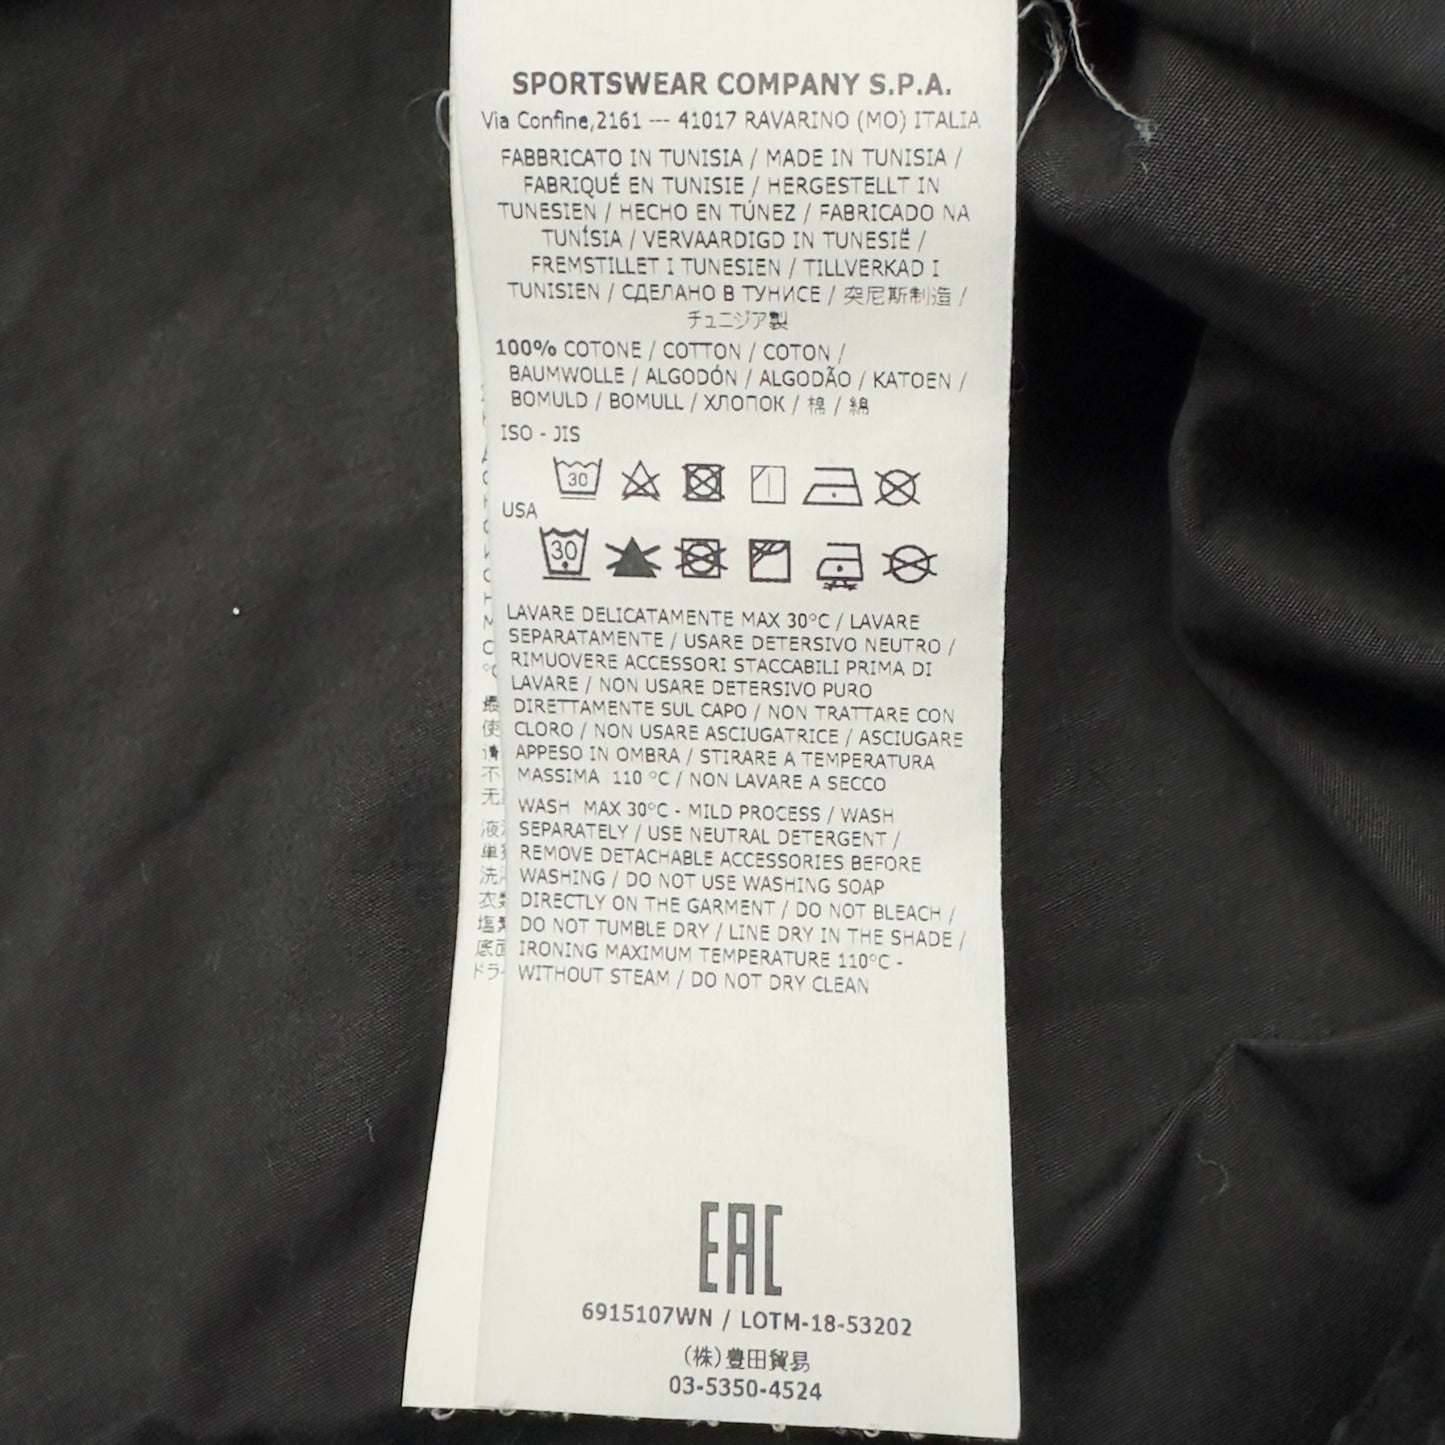 SPORTSWEAR COMPANY S.P.A.
Via Confine,2161 --- 41017 RAVARINO (MO) ITALIA
FABBRICATO IN TUNISIA / MADE IN TUNISIA /
FABRIQUÉ EN TUNISIE / HERGESTELLT IN
TUNESIEN / HECHO EN TÚNEZ / FABRICADO NA
TUNÍSIA / VERVAARDIGD IN TUNESIË /
FREMSTILLET I TUNESIEN / TILLVERKAD I
TUNISIEN / СДЕЛАНО В ТУНИСЕ / 突尼斯制造 /
チュニジア製
100% COTONE / COTTON / COTON /
BAUMWOLLE / ALGODÓN / ALGODÃO / KATOEN /
BOMULD / BOMULL / ХЛОПОК / 棉 / 綿
ISO - JIS
30
USA
30
LAVARE DELICATAMENTE MAX 30°C / LAVARE
SEPARATAMENTE / USARE DETERSIVO NEUTRO /
RIMUOVERE ACCESSORI STACCABILI PRIMA DI
LAVARE / NON USARE DETERSIVO PURO
DIRETTAMENTE SUL CAPO / NON TRATTARE CON
CLORO / NON USARE ASCIUGATRICE / ASCIUGARE
APPESO IN OMBRA / STIRARE A TEMPERATURA
MASSIMA 110 °C / NON LAVARE A SECCO
WASH MAX 30°C - MILD PROCESS / WASH
SEPARATELY / USE NEUTRAL DETERGENT /
REMOVE DETACHABLE ACCESSORIES BEFORE
WASHING / DO NOT USE WASHING SOAP
DIRECTLY ON THE GARMENT / DO NOT BLEACH /
DO NOT TUMBLE DRY / LINE DRY IN THE SHADE /
IRONING MAXIMUM TEMPERATURE 110°C -
WITHOUT STEAM / DO NOT DRY CLEAN
EAC
6915107WN / LOTM-18-53202
(株)豊田貿易
03-5350-4524